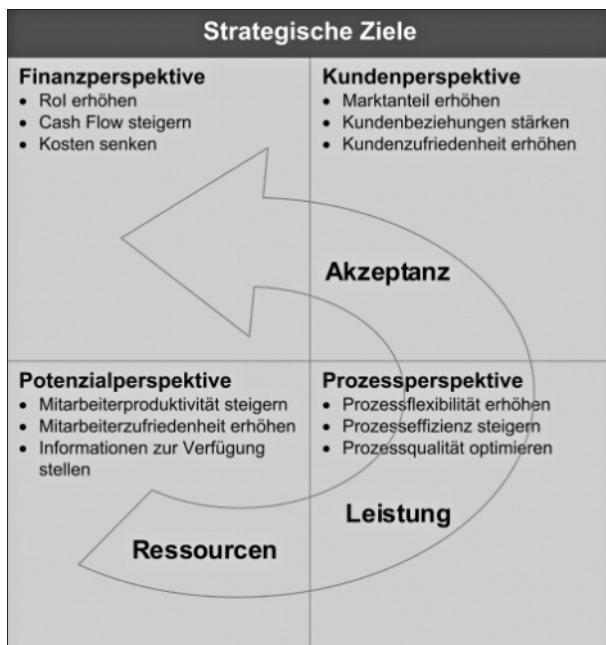 Strategische Ziele
Finanzperspektive
• RoI erhöhen
• Cash Flow steigern
• Kosten senken
Kundenperspektive
• Marktanteil erhöhen
• Kundenbeziehungen stärken
• Kundenzufriedenheit erhöhen
Akzeptanz
Potenzialperspektive
• Mitarbeiterproduktivität steigern
• Mitarbeiterzufriedenheit erhöhen
• Informationen zur Verfügung
stellen
Ressourcen
Prozessperspektive
• Prozessflexibilität erhöhen
• Prozesseffizienz steigern
• Prozessqualität optimieren
Leistung